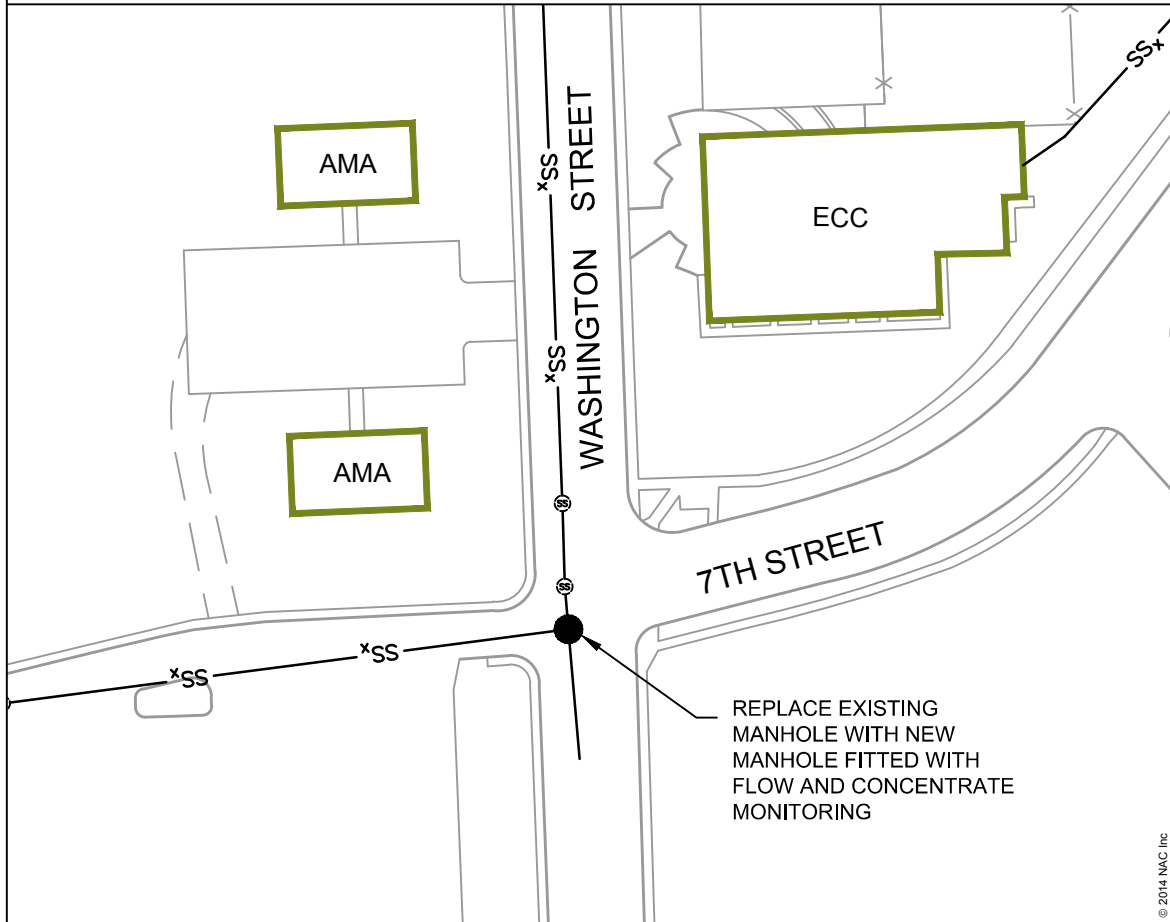 SSx
AMA
xSS
WASHINGTON STREET
ECC
xSS
AMA
SS
7TH STREET
SS
xSS
xSS
REPLACE EXISTING
MANHOLE WITH NEW
MANHOLE FITTED WITH
FLOW AND CONCENTRATE
MONITORING
© 2014 NAC Inc